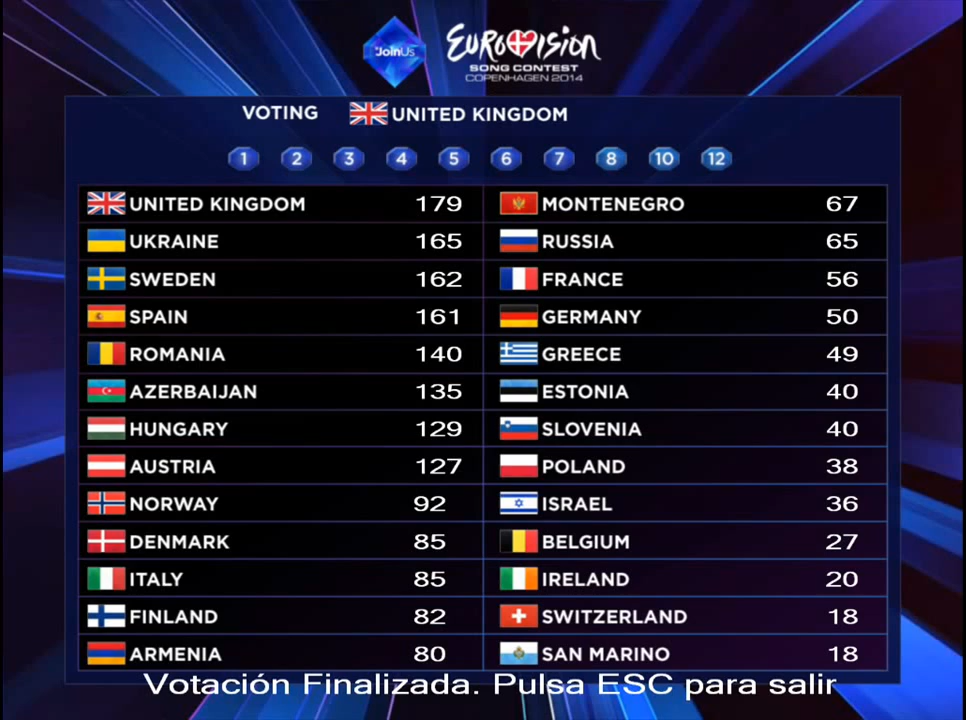 JoinUs
EUROVISION
SONG CONTEST
COPENHAGEN 2014
VOTING UNITED KINGDOM
1 2 3 4 5 6 7 8 10 12
UNITED KINGDOM 179 MONTENEGRO 67
UKRAINE 165 RUSSIA 65
SWEDEN 162 FRANCE 56
SPAIN 161 GERMANY 50
ROMANIA 140 GREECE 49
AZERBAIJAN 135 ESTONIA 40
HUNGARY 129 SLOVENIA 40
AUSTRIA 127 POLAND 38
NORWAY 92 ISRAEL 36
DENMARK 85 BELGIUM 27
ITALY 85 IRELAND 20
FINLAND 82 SWITZERLAND 18
ARMENIA 80 SAN MARINO 18
Votación Finalizada. Pulsa ESC para salir